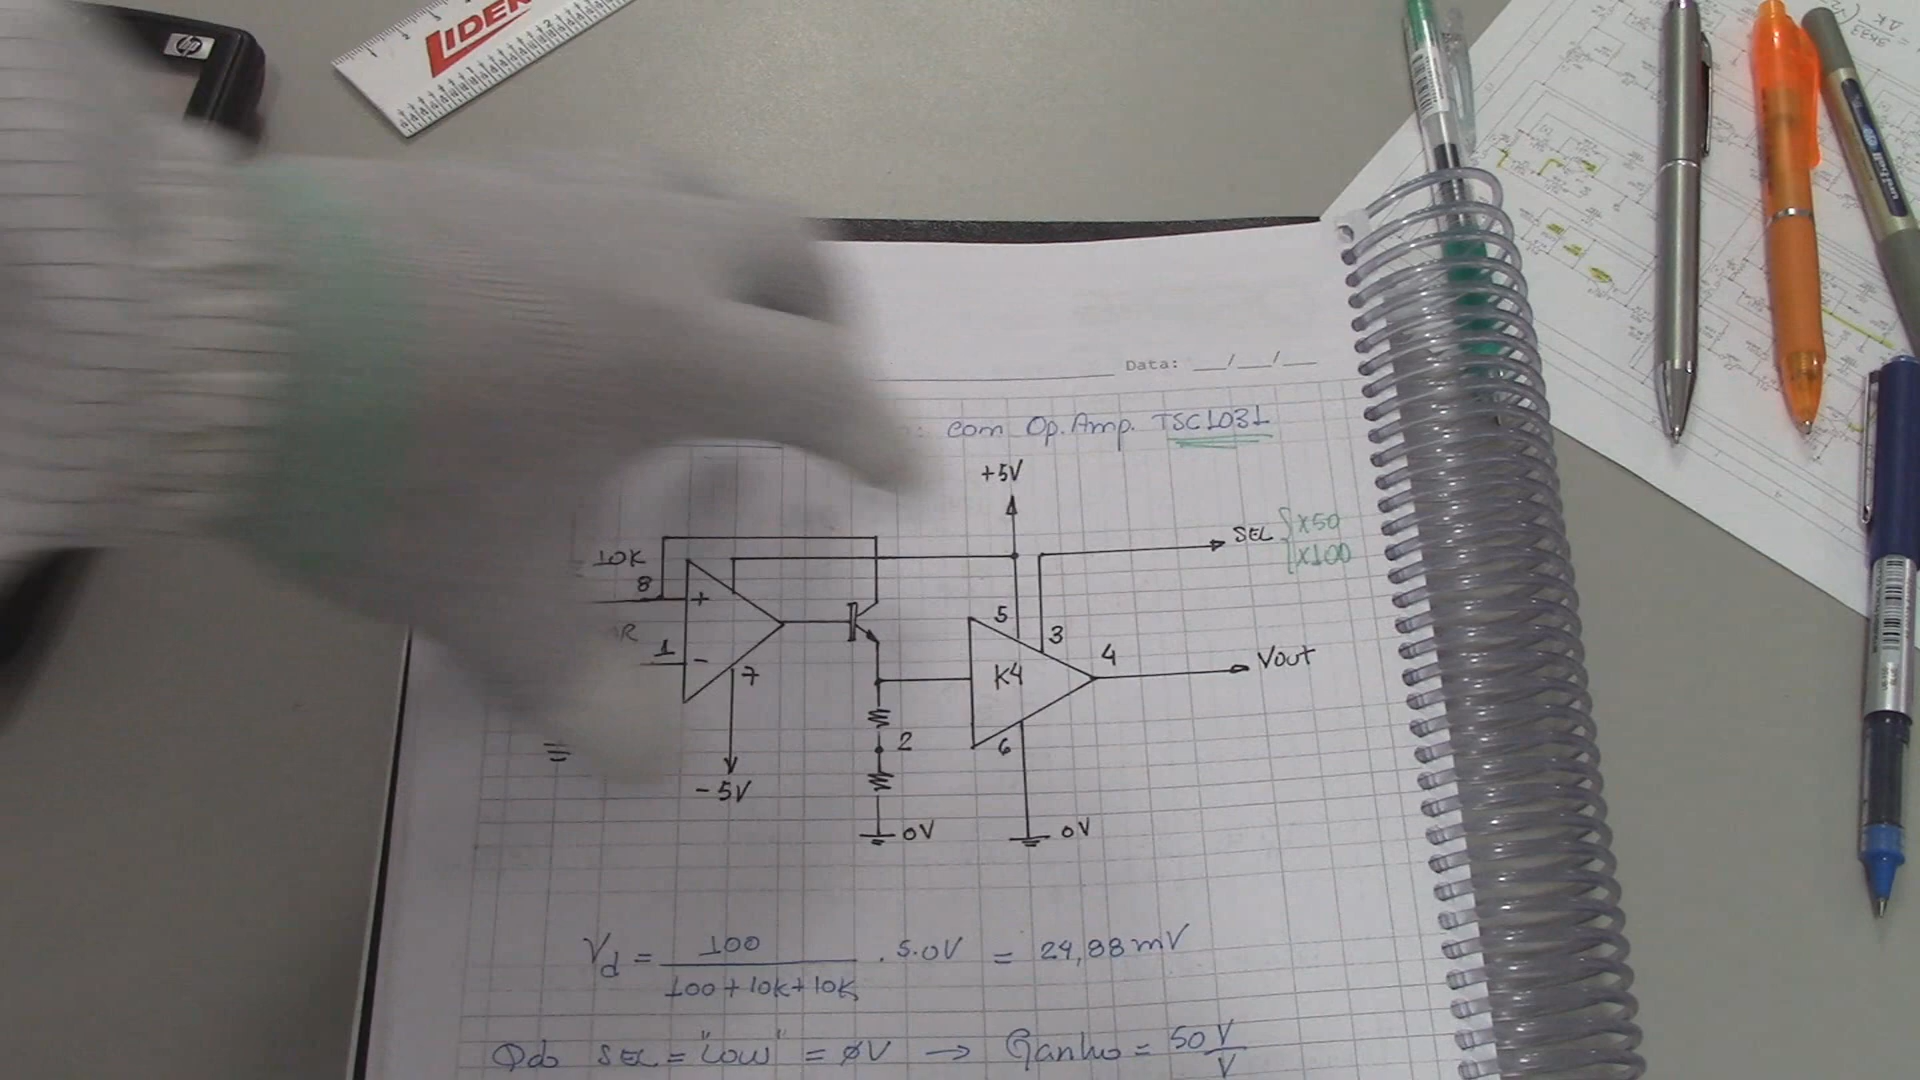 hp
LIDER
Data: __/__/__
com Op. Amp. TSC1031
+5V
SEL { X50
X100
10K
8
+
5
3
R
1
-
4
K4
Vout
7
2
6
-5V
0V
0V
Vd = 100 / 100+10K+10K . 5.0V = 24,88 mV
Qdo SEL = "LOW" = ØV → Ganho = 50 V/V